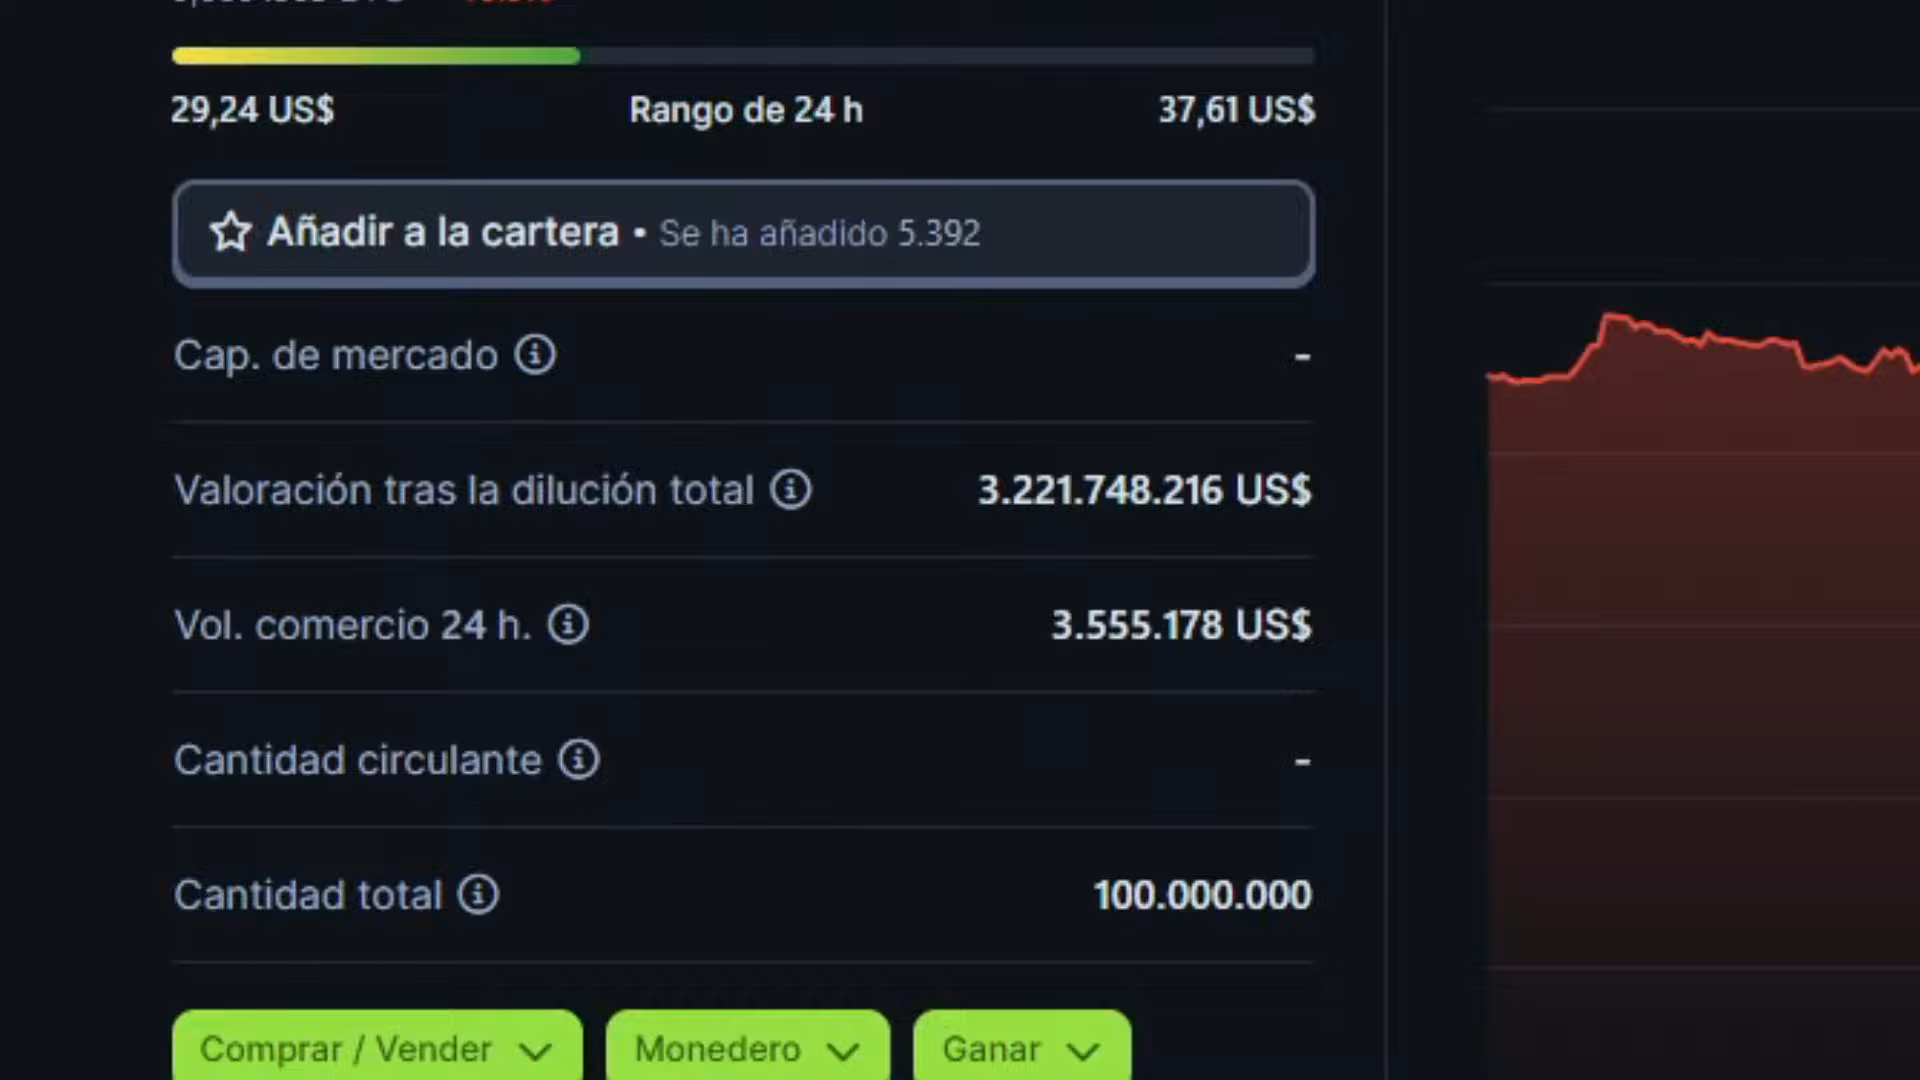 29,24 US$ Rango de 24 h 37,61 US$
Añadir a la cartera • Se ha añadido 5.392
Cap. de mercado -
Valoración tras la dilución total 3.221.748.216 US$
Vol. comercio 24 h. 3.555.178 US$
Cantidad circulante -
Cantidad total 100.000.000
Comprar / Vender Monedero Ganar